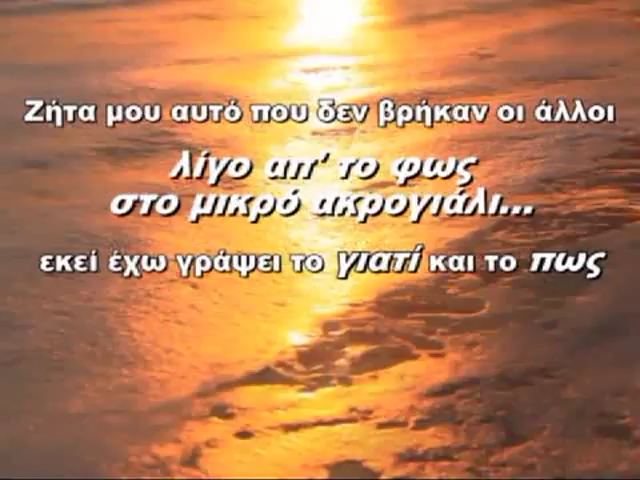 Ζήτα μου αυτό που δεν βρήκαν οι άλλοι
λίγο απ' το φως
στο μικρό ακρογιάλι...
εκεί έχω γράψει το γιατί και το πως